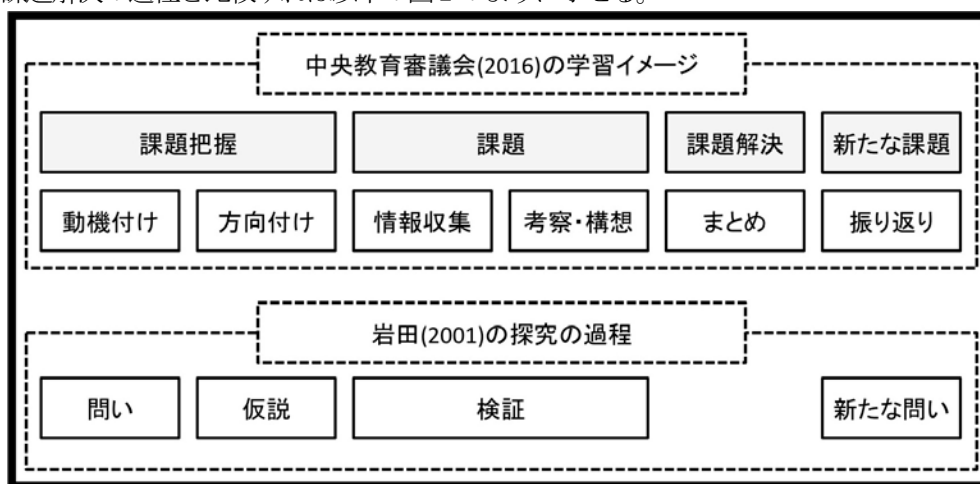 中央教育審議会(2016)の学習イメージ
課題把握 課題 課題解決 新たな課題
動機付け 方向付け 情報収集 考察・構想 まとめ 振り返り
岩田(2001)の探究の過程
問い 仮説 検証 新たな問い